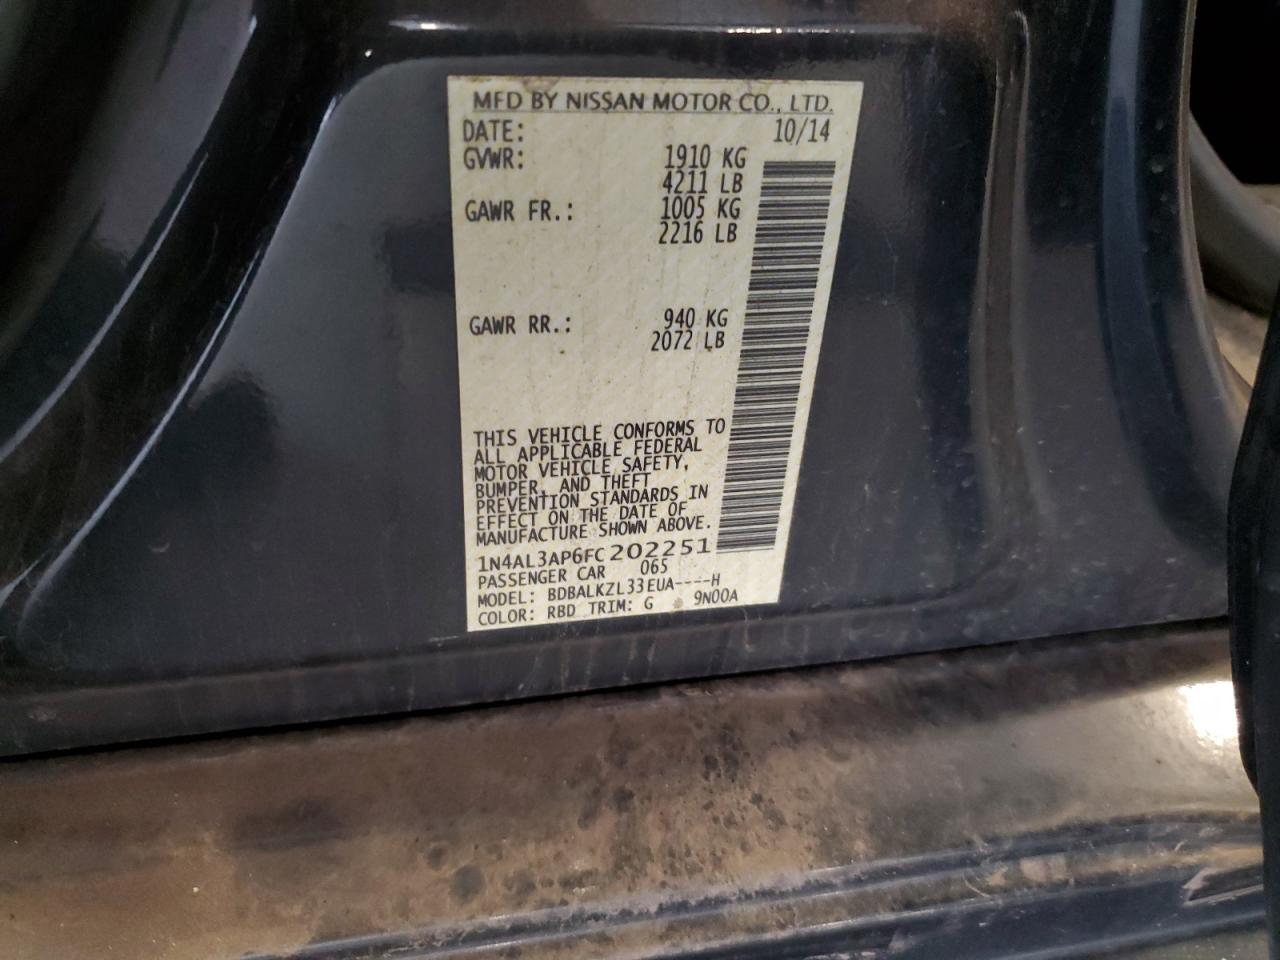 MFD BY NISSAN MOTOR CO., LTD.
DATE: 10/14
GVWR: 1910 KG
4211 LB
GAWR FR.: 1005 KG
2216 LB
GAWR RR.: 940 KG
2072 LB
THIS VEHICLE CONFORMS TO
ALL APPLICABLE FEDERAL
MOTOR VEHICLE SAFETY,
BUMPER, AND THEFT
PREVENTION STANDARDS IN
EFFECT ON THE DATE OF
MANUFACTURE SHOWN ABOVE.
1N4AL3AP6FC202251
PASSENGER CAR 065
MODEL: BDBALKZL33EUA----H
COLOR: RBD TRIM: G 9N00A